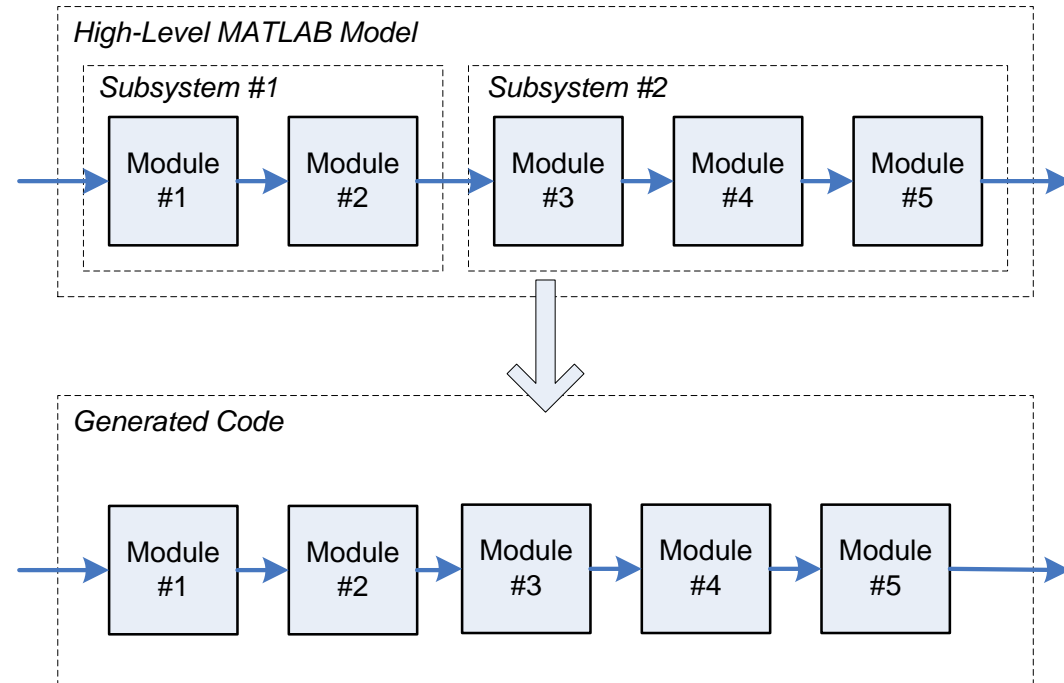 High-Level MATLAB Model
Subsystem #1
Subsystem #2
Module
#1
Module
#2
Module
#3
Module
#4
Module
#5
Generated Code
Module
#1
Module
#2
Module
#3
Module
#4
Module
#5